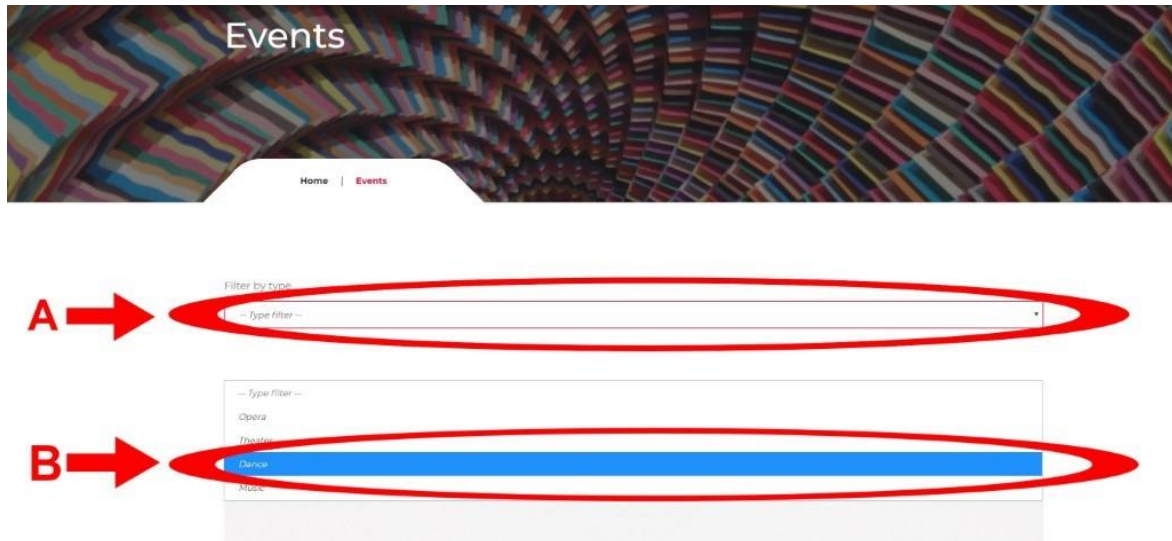 Events
Home | Events
Filter by type
-- Type filter --
A
-- Type filter --
Opera
Theater
Dance
B
Music